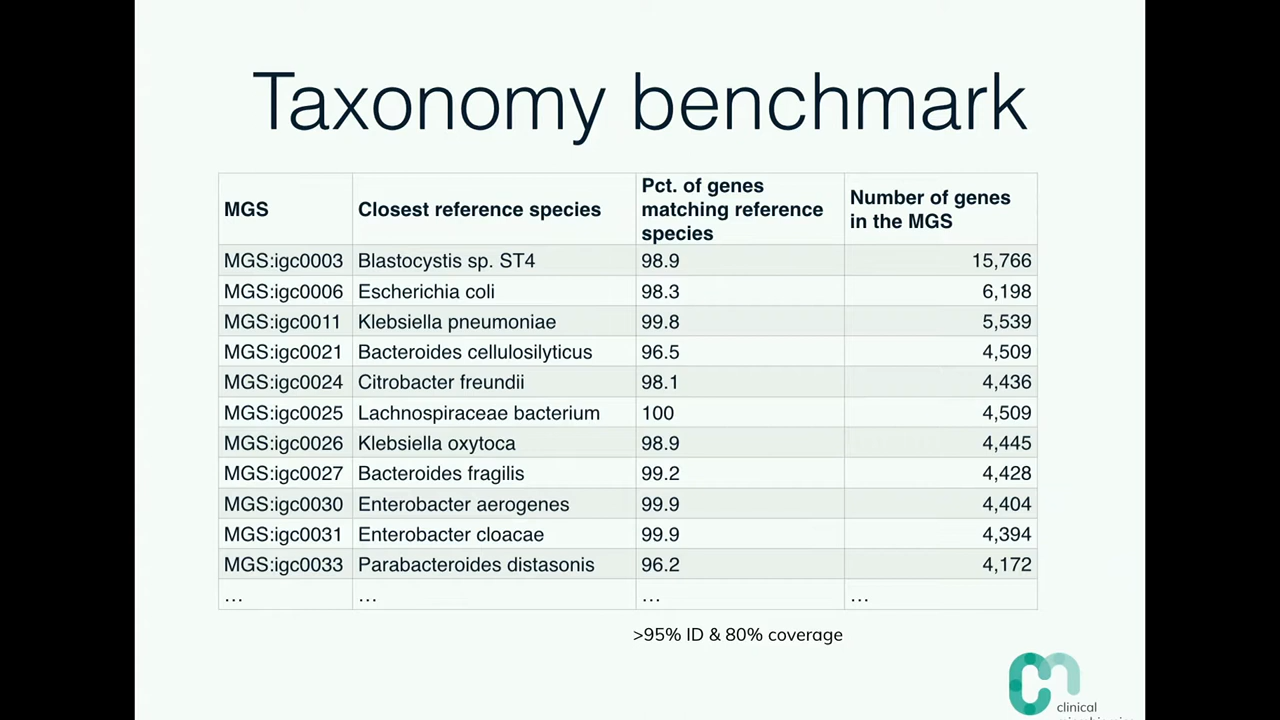 Taxonomy benchmark
MGS Closest reference species Pct. of genes matching reference species Number of genes in the MGS
MGS:igc0003 Blastocystis sp. ST4 98.9 15,766
MGS:igc0006 Escherichia coli 98.3 6,198
MGS:igc0011 Klebsiella pneumoniae 99.8 5,539
MGS:igc0021 Bacteroides cellulosilyticus 96.5 4,509
MGS:igc0024 Citrobacter freundii 98.1 4,436
MGS:igc0025 Lachnospiraceae bacterium 100 4,509
MGS:igc0026 Klebsiella oxytoca 98.9 4,445
MGS:igc0027 Bacteroides fragilis 99.2 4,428
MGS:igc0030 Enterobacter aerogenes 99.9 4,404
MGS:igc0031 Enterobacter cloacae 99.9 4,394
MGS:igc0033 Parabacteroides distasonis 96.2 4,172
… … … …
>95% ID & 80% coverage
clinical